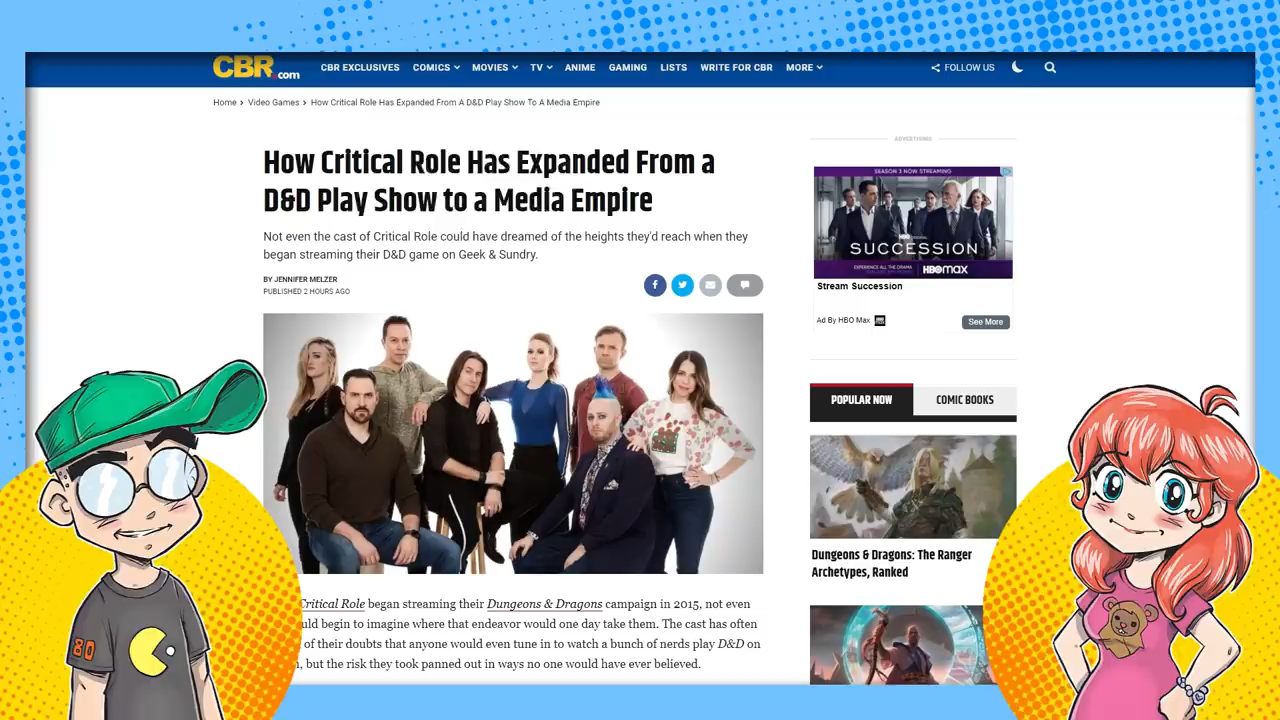 CBR.com
CBR EXCLUSIVES
COMICS
MOVIES
TV
ANIME
GAMING
LISTS
WRITE FOR CBR
MORE
FOLLOW US
Home > Video Games > How Critical Role Has Expanded From A D&D Play Show To A Media Empire
How Critical Role Has Expanded From a
D&D Play Show to a Media Empire
Not even the cast of Critical Role could have dreamed of the heights they'd reach when they
began streaming their D&D game on Geek & Sundry.
BY JENNIFER MELZER
PUBLISHED 2 HOURS AGO
Critical Role began streaming their Dungeons & Dragons campaign in 2015, not even
uld begin to imagine where that endeavor would one day take them. The cast has often
of their doubts that anyone would even tune in to watch a bunch of nerds play D&D on
, but the risk they took panned out in ways no one would have ever believed.
ADVERTISING
SEASON 3 NOW STREAMING
HBO ORIGINAL
SUCCESSION
EXPERIENCE ALL THE DRAMA
HBOMAX
Stream Succession
Ad By HBO Max
See More
POPULAR NOW
COMIC BOOKS
Dungeons & Dragons: The Ranger
Archetypes, Ranked
80